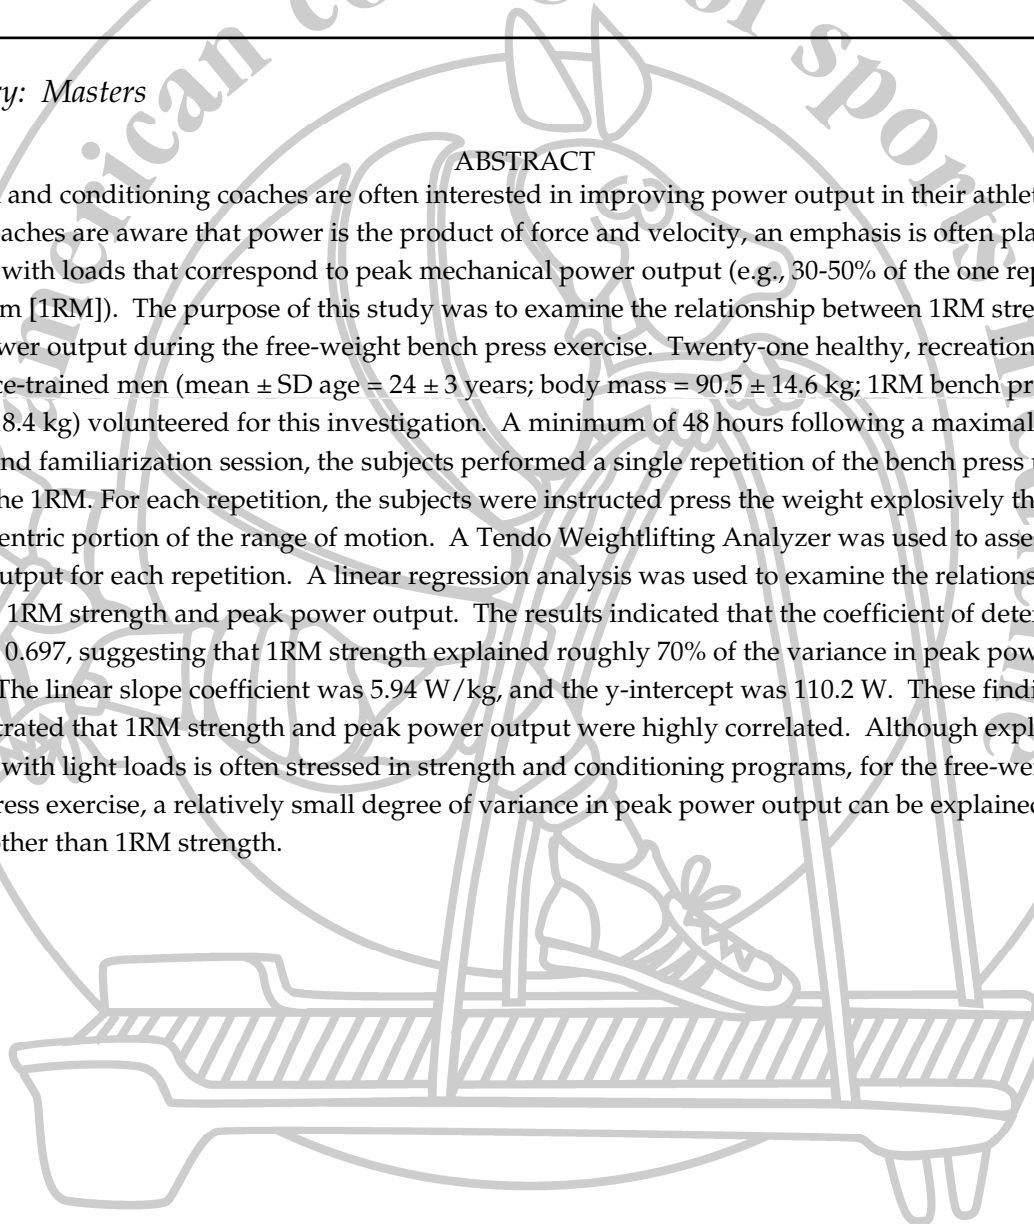 american co of sports
ry: Masters
ABSTRACT
and conditioning coaches are often interested in improving power output in their athlet
aches are aware that power is the product of force and velocity, an emphasis is often pla
with loads that correspond to peak mechanical power output (e.g., 30-50% of the one rep
m [1RM]). The purpose of this study was to examine the relationship between 1RM stre
wer output during the free-weight bench press exercise. Twenty-one healthy, recreation
ce-trained men (mean ± SD age = 24 ± 3 years; body mass = 90.5 ± 14.6 kg; 1RM bench pr
8.4 kg) volunteered for this investigation. A minimum of 48 hours following a maximal
nd familiarization session, the subjects performed a single repetition of the bench press
he 1RM. For each repetition, the subjects were instructed press the weight explosively th
entric portion of the range of motion. A Tendo Weightlifting Analyzer was used to asse
utput for each repetition. A linear regression analysis was used to examine the relations
1RM strength and peak power output. The results indicated that the coefficient of dete
0.697, suggesting that 1RM strength explained roughly 70% of the variance in peak pow
The linear slope coefficient was 5.94 W/kg, and the y-intercept was 110.2 W. These findi
trated that 1RM strength and peak power output were highly correlated. Although expl
with light loads is often stressed in strength and conditioning programs, for the free-wei
ress exercise, a relatively small degree of variance in peak power output can be explained
other than 1RM strength.